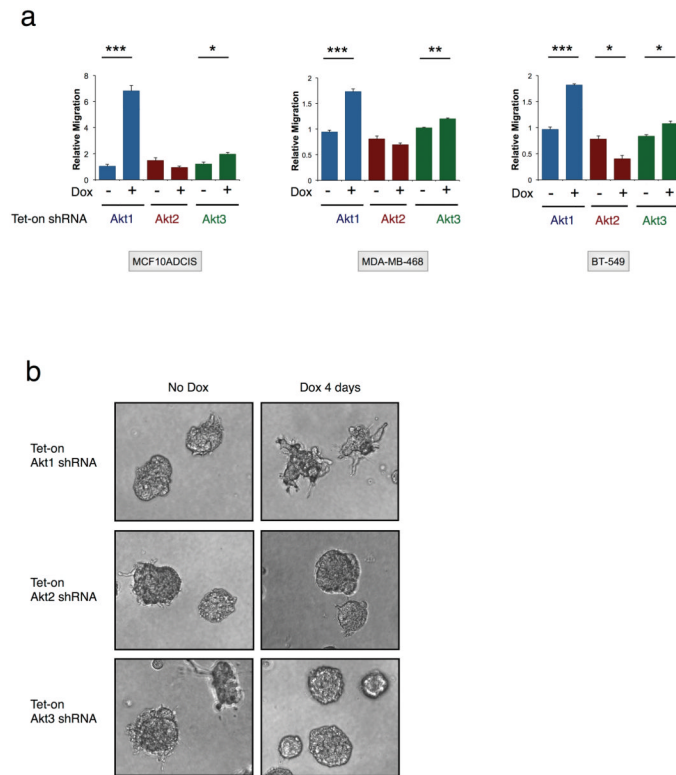 a
*** * *** ** *** * *
Relative Migration
8
6
4
2
0
Relative Migration
2
1.5
1
0.5
0
Relative Migration
2
1.5
1
0.5
0
Dox - + - + - + Dox - + - + - + Dox - + - + - +
Tet-on shRNA Akt1 Akt2 Akt3 Akt1 Akt2 Akt3 Akt1 Akt2 Akt3
MCF10ADCIS MDA-MB-468 BT-549
b
No Dox Dox 4 days
Tet-on
Akt1 shRNA
Tet-on
Akt2 shRNA
Tet-on
Akt3 shRNA